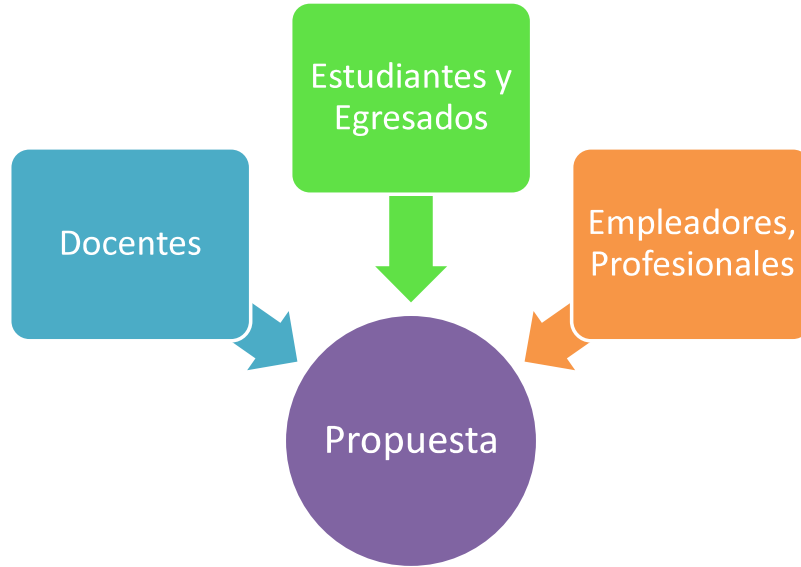 Estudiantes y
Egresados
Docentes
Empleadores,
Profesionales
Propuesta